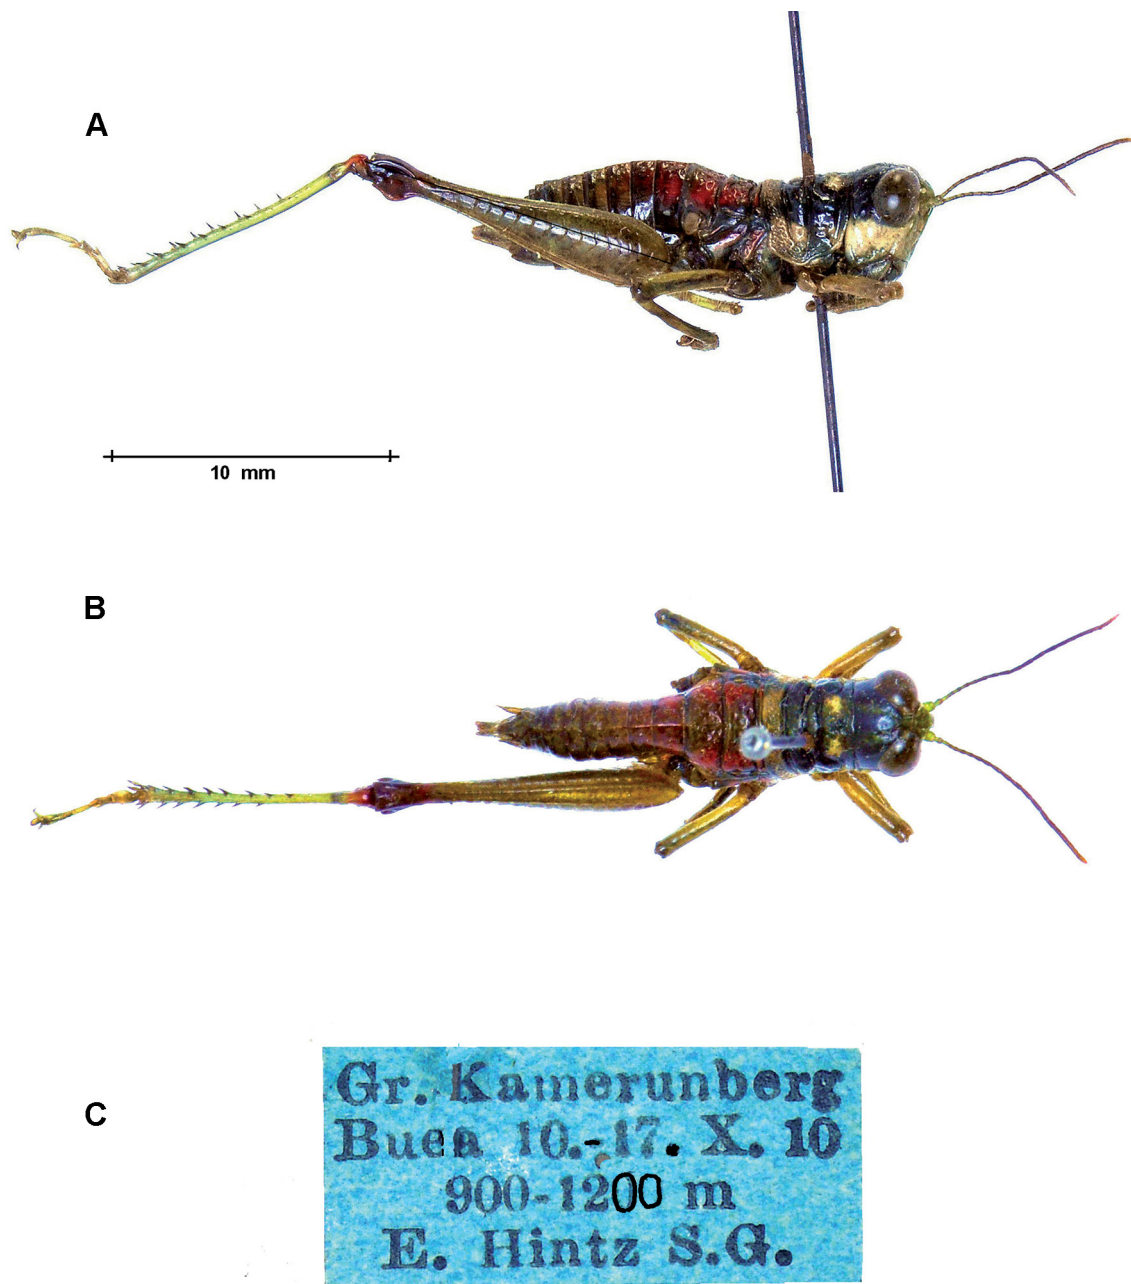 A
10 mm
B
C
Gr. Kamerunberg
Buea 10.-17. X. 10
900-1200 m
E. Hintz S.G.